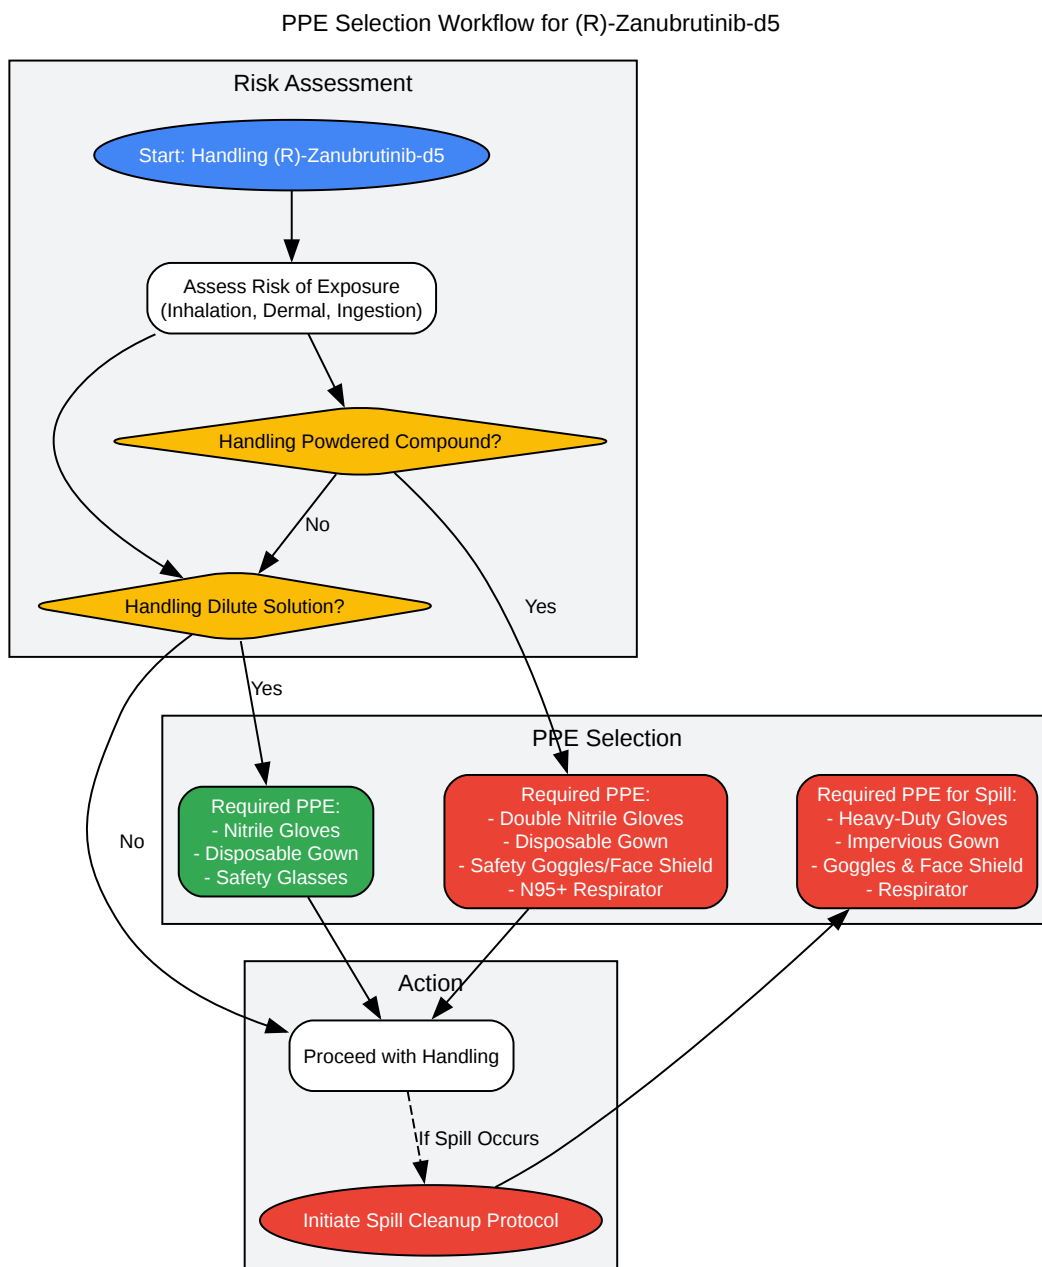 PPE Selection Workflow for (R)-Zanubrutinib-d5
Risk Assessment
Start: Handling (R)-Zanubrutinib-d5
Assess Risk of Exposure
(Inhalation, Dermal, Ingestion)
Handling Powdered Compound?
No
Handling Dilute Solution?
Yes
Yes
PPE Selection
Required PPE:
- Nitrile Gloves
- Disposable Gown
- Safety Glasses
Required PPE:
- Double Nitrile Gloves
- Disposable Gown
- Safety Goggles/Face Shield
- N95+ Respirator
Required PPE for Spill:
- Heavy-Duty Gloves
- Impervious Gown
- Goggles & Face Shield
- Respirator
No
Action
Proceed with Handling
If Spill Occurs
Initiate Spill Cleanup Protocol